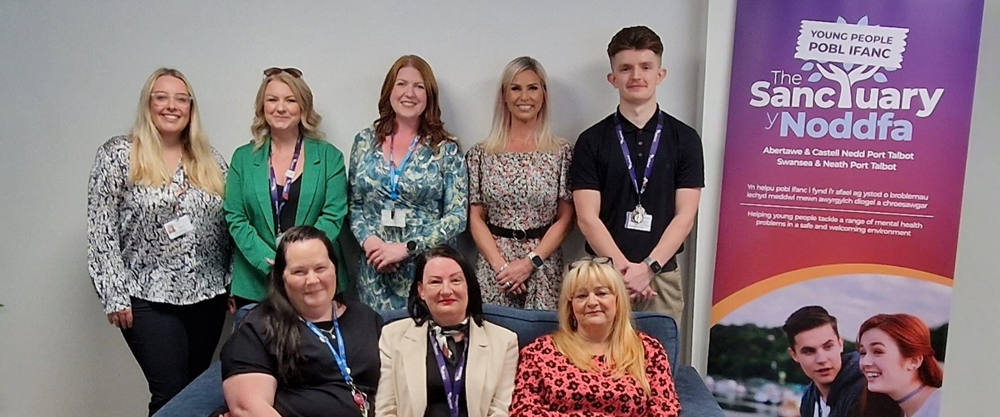 YOUNG PEOPLE
POBL IFANC
The
Sanctuary
y Noddfa
Abertawe & Castell Nedd Port Talbot
Swansea & Neath Port Talbot
Yn helpu pobl ifanc i fynd i'r afael ag ystod o broblemau
iechyd meddwl mewn awyrgylch diogel a chroesawgar
Helping young people tackle a range of mental health
problems in a safe and welcoming environment